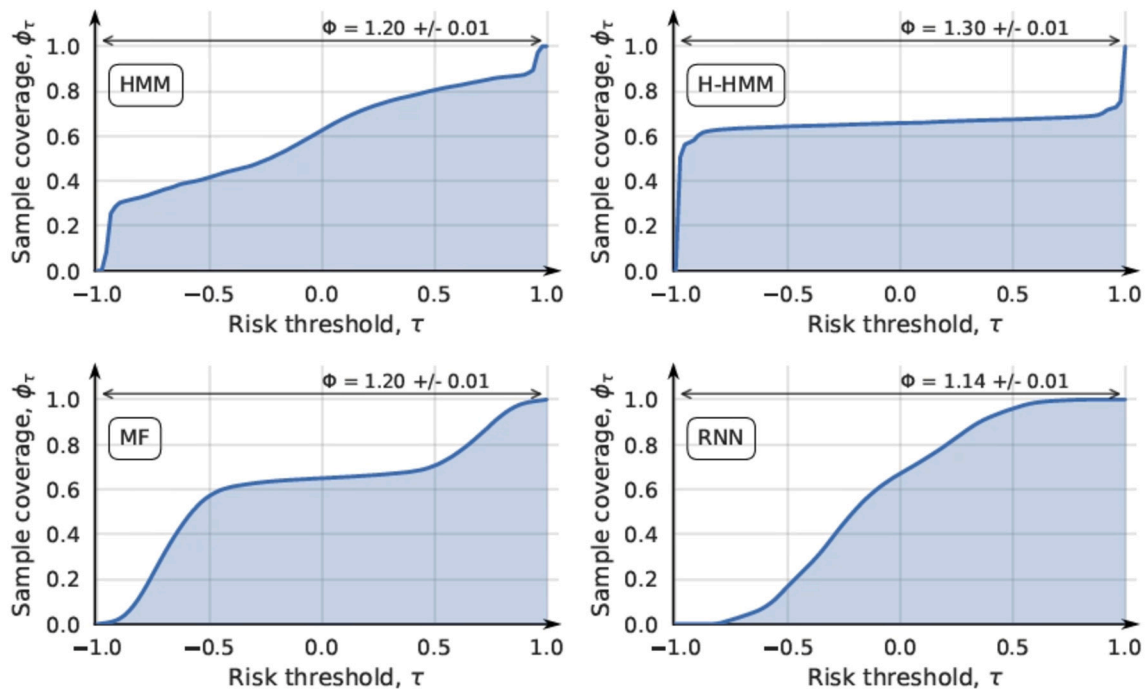 Φ = 1.20 +/- 0.01
HMM
Sample coverage, ϕτ
1.0
0.8
0.6
0.4
0.2
0.0
−1.0 −0.5 0.0 0.5 1.0
Risk threshold, τ
Φ = 1.30 +/- 0.01
H-HMM
Sample coverage, ϕτ
1.0
0.8
0.6
0.4
0.2
0.0
−1.0 −0.5 0.0 0.5 1.0
Risk threshold, τ
Φ = 1.20 +/- 0.01
MF
Sample coverage, ϕτ
1.0
0.8
0.6
0.4
0.2
0.0
−1.0 −0.5 0.0 0.5 1.0
Risk threshold, τ
Φ = 1.14 +/- 0.01
RNN
Sample coverage, ϕτ
1.0
0.8
0.6
0.4
0.2
0.0
−1.0 −0.5 0.0 0.5 1.0
Risk threshold, τ